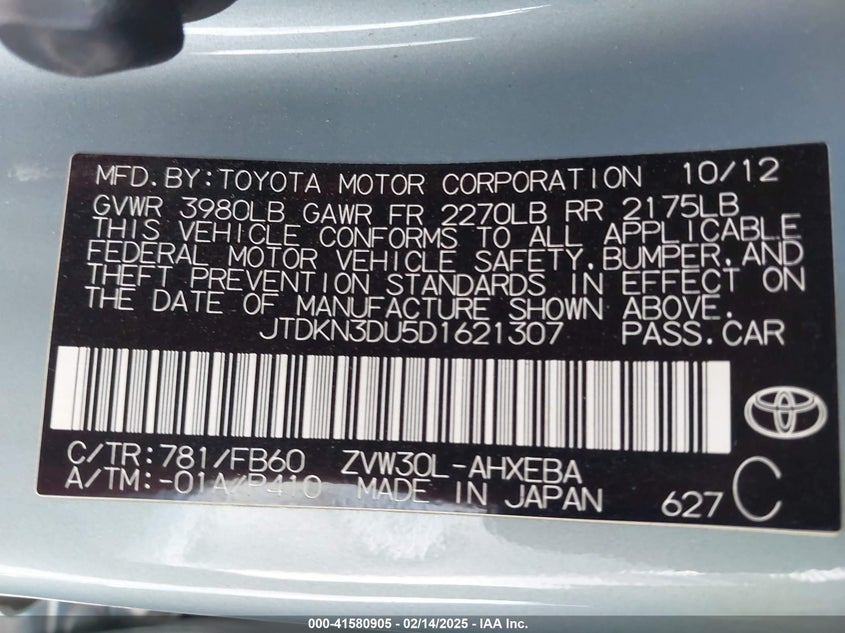 MFD.BY:TOYOTA MOTOR CORPORATION 10/12
GVWR 3980LB GAWR FR 2270LB RR 2175LB
THIS VEHICLE CONFORMS TO ALL APPLICABLE
FEDERAL MOTOR VEHICLE SAFETY,BUMPER,AND
THEFT PREVENTION STANDARDS IN EFFECT ON
THE DATE OF MANUFACTURE SHOWN ABOVE.
JTDKN3DU5D1621307 PASS.CAR
C/TR:781/FB60 ZVW30L-AHXEBA
A/TM:-01A/P410 MADE IN JAPAN 627 C
000-41580905 - 02/14/2025 - IAA Inc.